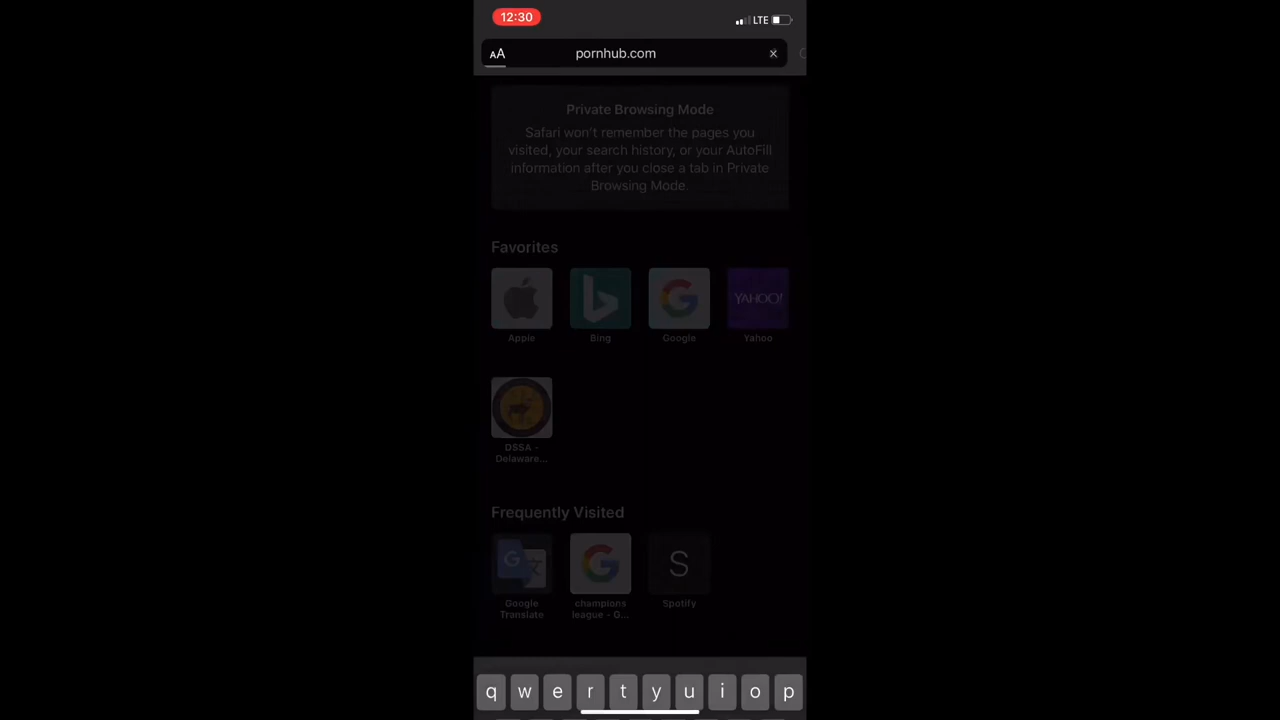 12:30
LTE
AA
pornhub.com
Private Browsing Mode
Safari won't remember the pages you
visited, your search history, or your AutoFill
information after you close a tab in Private
Browsing Mode.
Favorites
YAHOO!
Apple
Bing
Google
Yahoo
DSSA -
Delaware...
Frequently Visited
G
文
G
S
Google
Translate
champions
league - G...
Spotify
q w e r t y u i o p